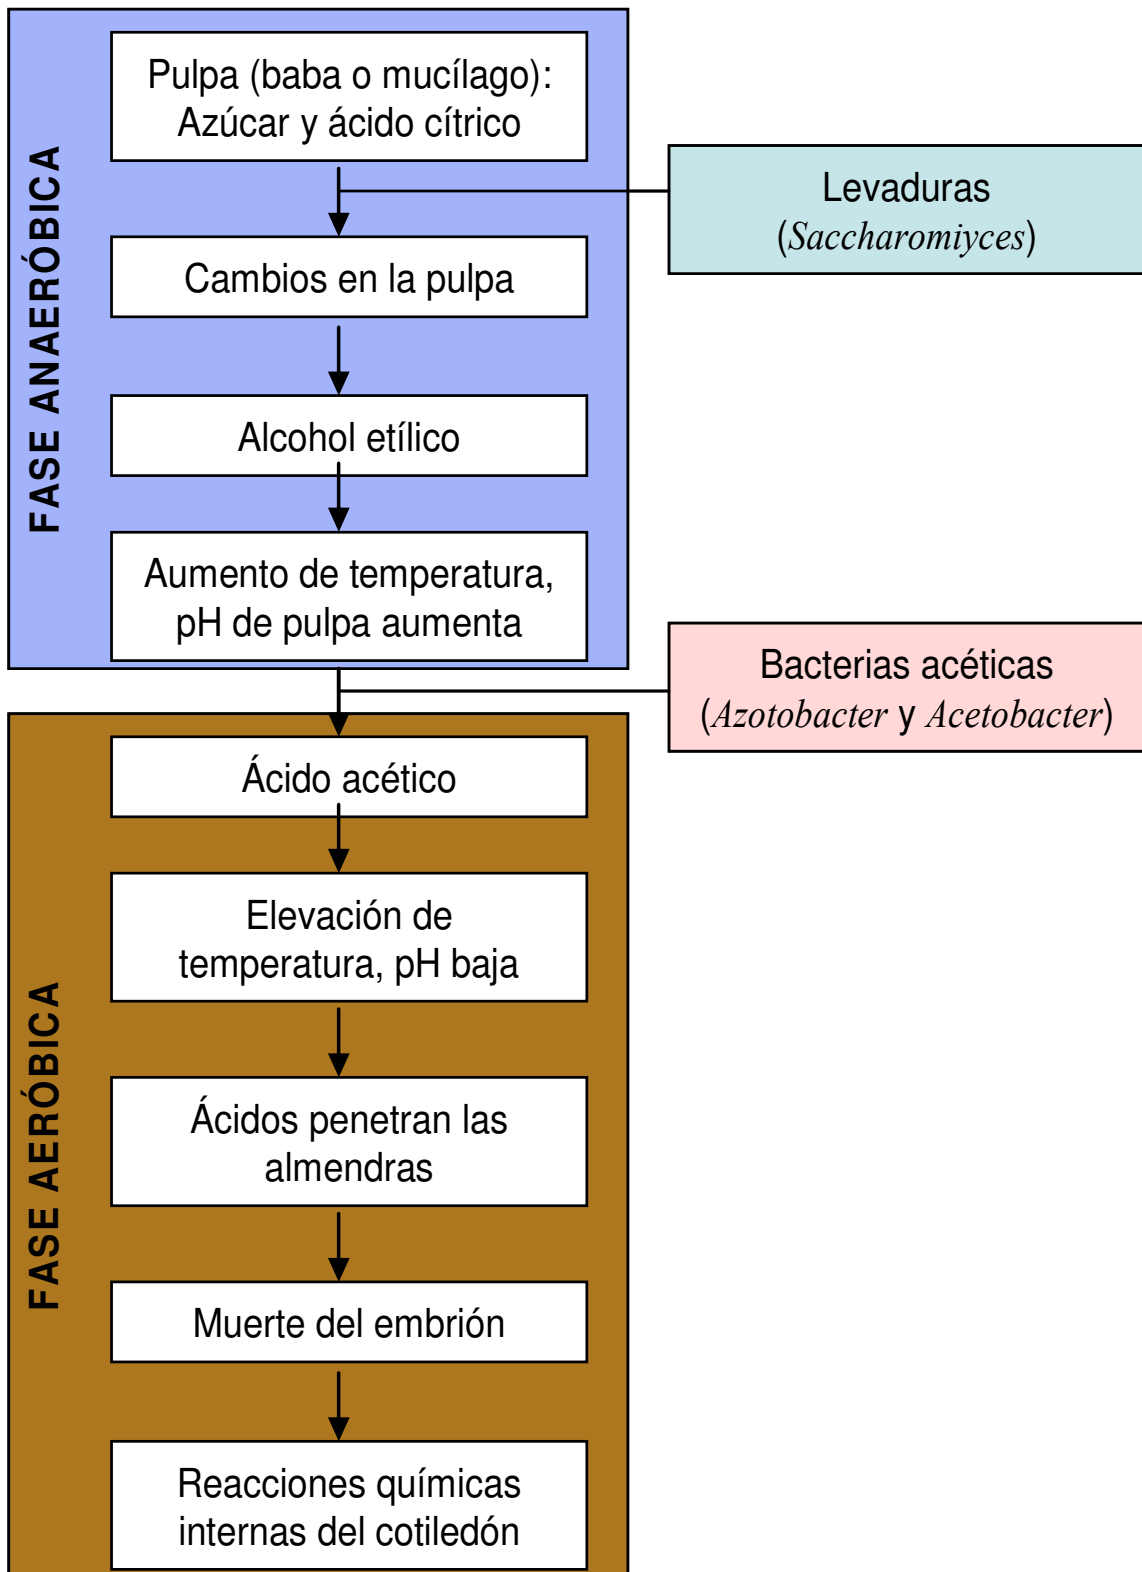 FASE ANAERÓBICA
Pulpa (baba o mucílago):
Azúcar y ácido cítrico
Levaduras
(Saccharomiyces)
Cambios en la pulpa
Alcohol etílico
Aumento de temperatura,
pH de pulpa aumenta
Bacterias acéticas
(Azotobacter y Acetobacter)
FASE AERÓBICA
Ácido acético
Elevación de
temperatura, pH baja
Ácidos penetran las
almendras
Muerte del embrión
Reacciones químicas
internas del cotiledón